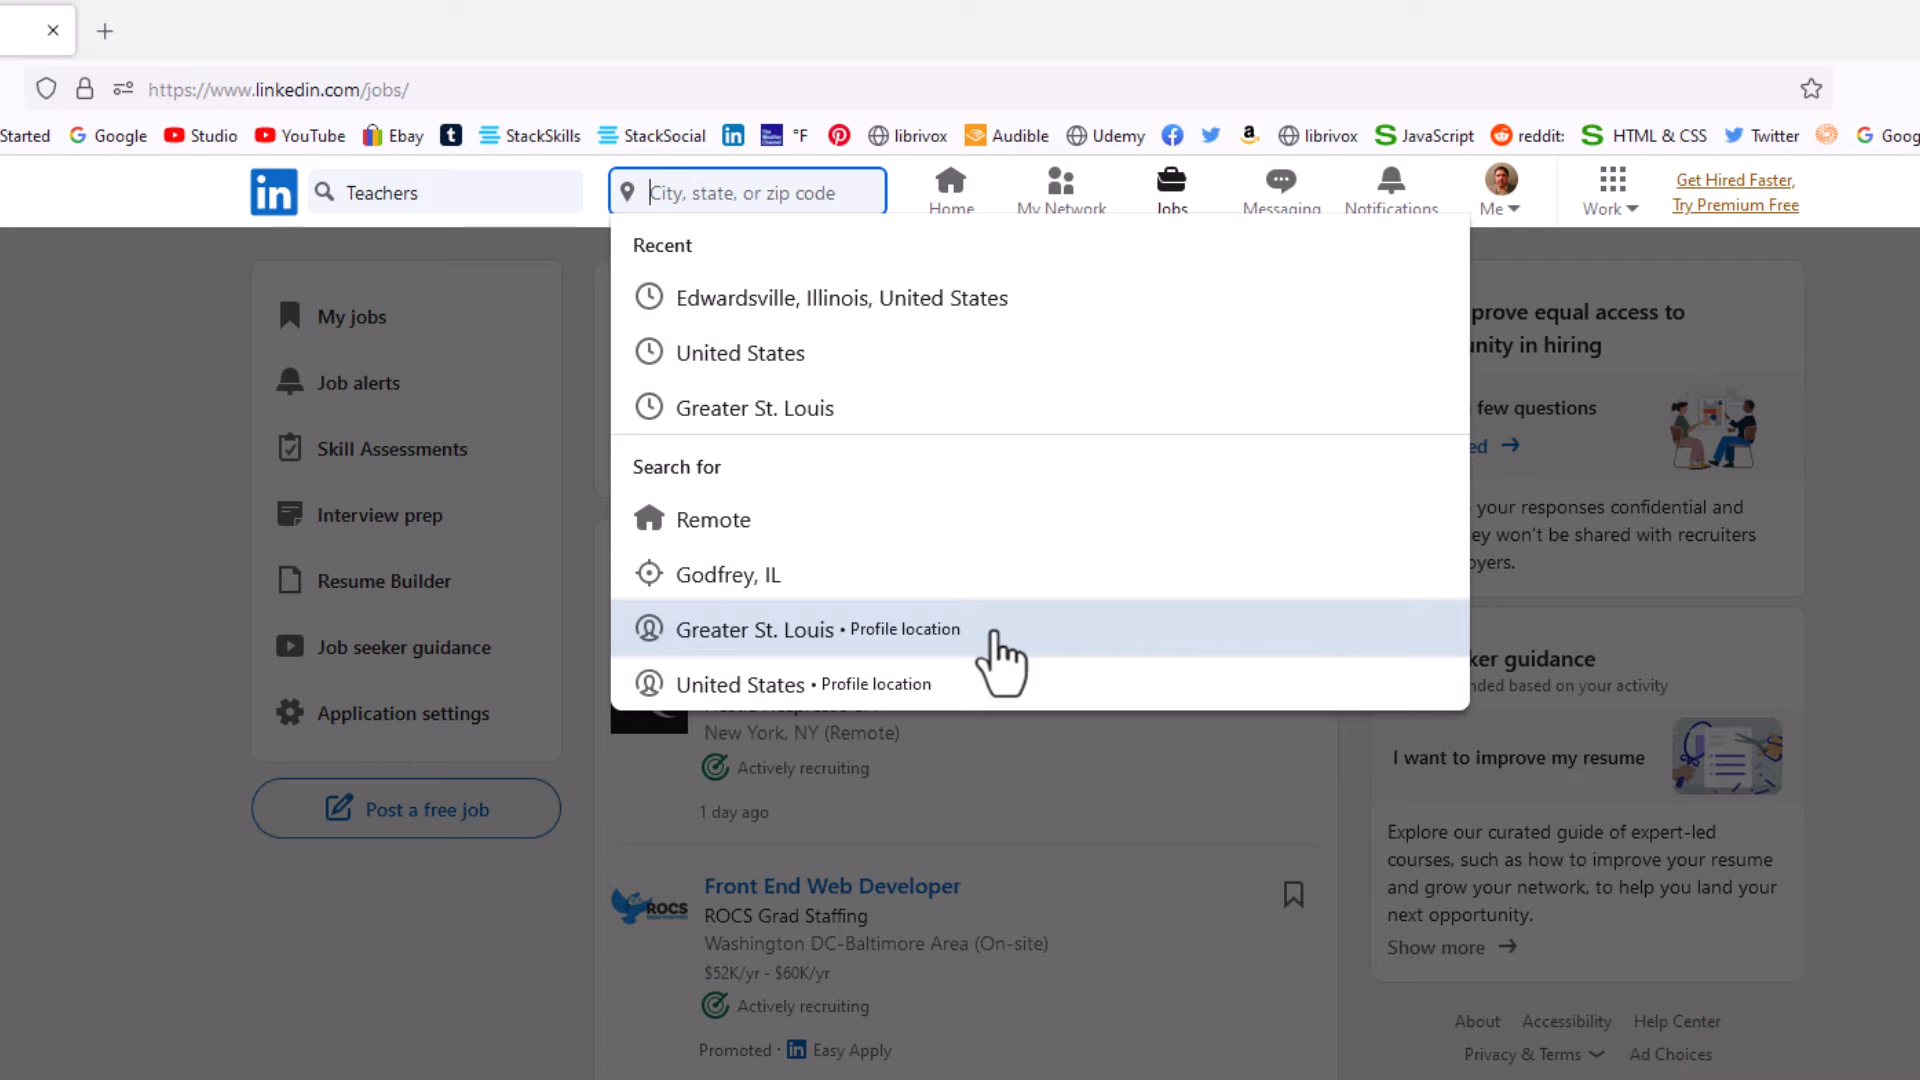 https://www.linkedin.com/jobs/
Started
Google
Studio
YouTube
Ebay
t
StackSkills
StackSocial
in
°F
librivox
Audible
Udemy
librivox
JavaScript
reddit:
HTML & CSS
Twitter
Goog
in
Teachers
City, state, or zip code
Home
My Network
Jobs
Messaging
Notifications
Me
Work
Get Hired Faster,
Try Premium Free
Recent
Edwardsville, Illinois, United States
United States
Greater St. Louis
Search for
Remote
Godfrey, IL
Greater St. Louis • Profile location
United States • Profile location
My jobs
Job alerts
Skill Assessments
Interview prep
Resume Builder
Job seeker guidance
Application settings
Post a free job
New York, NY (Remote)
Actively recruiting
1 day ago
ROCS
Front End Web Developer
ROCS Grad Staffing
Washington DC-Baltimore Area (On-site)
$52K/yr - $60K/yr
Actively recruiting
Promoted · in Easy Apply
prove equal access to
unity in hiring
few questions
ed
your responses confidential and
ey won't be shared with recruiters
oyers.
ker guidance
nded based on your activity
I want to improve my resume
Explore our curated guide of expert-led
courses, such as how to improve your resume
and grow your network, to help you land your
next opportunity.
Show more
About Accessibility Help Center
Privacy & Terms Ad Choices